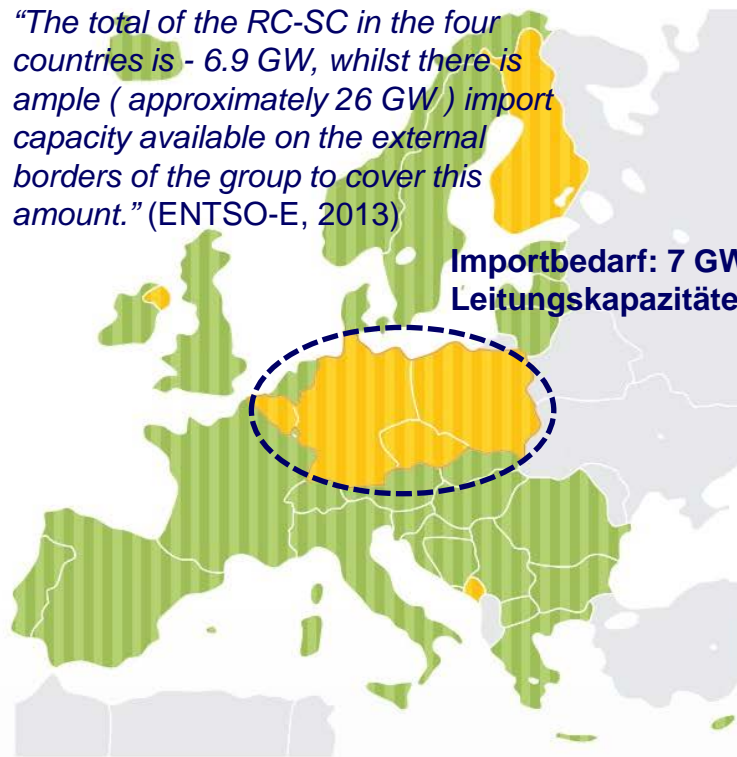 “The total of the RC-SC in the four
countries is - 6.9 GW, whilst there is
ample ( approximately 26 GW ) import
capacity available on the external
borders of the group to cover this
amount.” (ENTSO-E, 2013)
Importbedarf: 7 GW
Leitungskapazitäte